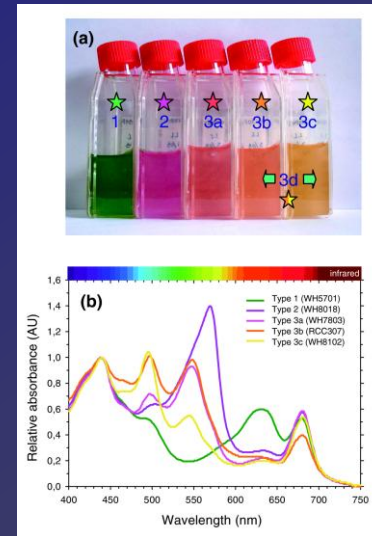 (a)
1 2 3a 3b 3c
3d
infrared
(b)
Type 1 (WH5701)
Type 2 (WH8018)
Type 3a (WH7803)
Type 3b (RCC307)
Type 3c (WH8102)
1,6
1,4
1,2
1,0
0,8
0,6
0,4
0,2
0,0
Relative absorbance (AU)
400 450 500 550 600 650 700 750
Wavelength (nm)